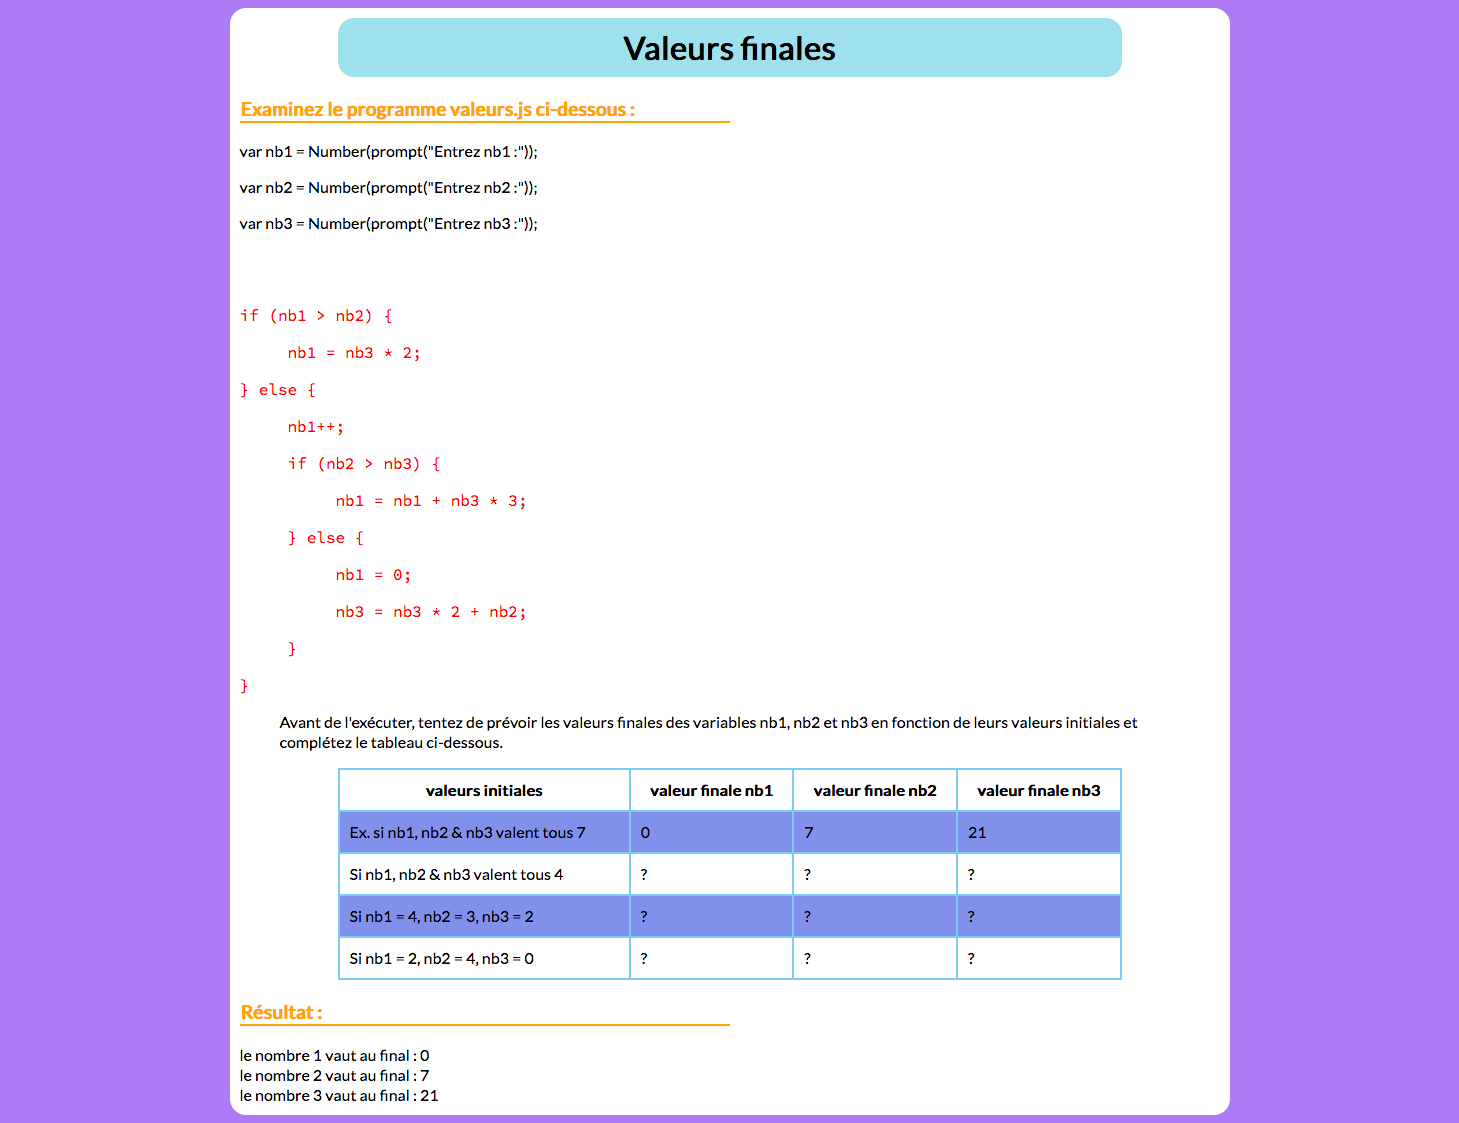 Valeurs finales
Examinez le programme valeurs.js ci-dessous :
var nb1 = Number(prompt("Entrez nb1 :"));
var nb2 = Number(prompt("Entrez nb2 :"));
var nb3 = Number(prompt("Entrez nb3 :"));
if (nb1 > nb2) {
nb1 = nb3 * 2;
} else {
nb1++;
if (nb2 > nb3) {
nb1 = nb1 + nb3 * 3;
} else {
nb1 = 0;
nb3 = nb3 * 2 + nb2;
}
}
Avant de l'exécuter, tentez de prévoir les valeurs finales des variables nb1, nb2 et nb3 en fonction de leurs valeurs initiales et
complétez le tableau ci-dessous.
valeurs initiales valeur finale nb1 valeur finale nb2 valeur finale nb3
Ex. si nb1, nb2 & nb3 valent tous 7 0 7 21
Si nb1, nb2 & nb3 valent tous 4 ? ? ?
Si nb1 = 4, nb2 = 3, nb3 = 2 ? ? ?
Si nb1 = 2, nb2 = 4, nb3 = 0 ? ? ?
Résultat :
le nombre 1 vaut au final : 0
le nombre 2 vaut au final : 7
le nombre 3 vaut au final : 21